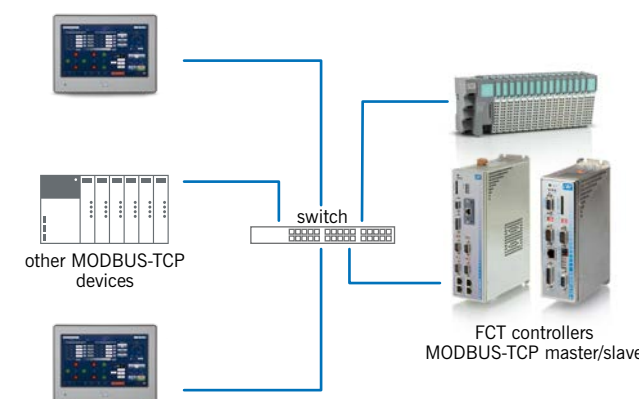 switch
other MODBUS-TCP
devices
FCT controllers
MODBUS-TCP master/slave